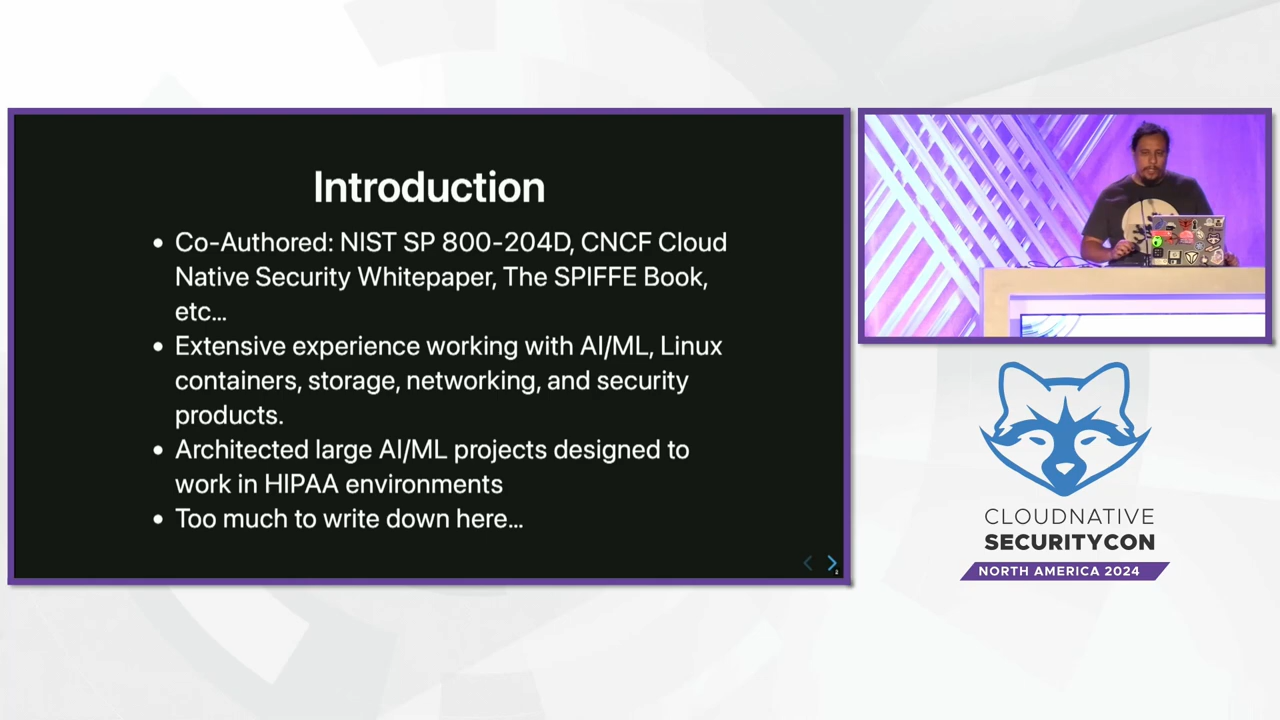 Introduction
• Co-Authored: NIST SP 800-204D, CNCF Cloud
Native Security Whitepaper, The SPIFFE Book,
etc...
• Extensive experience working with AI/ML, Linux
containers, storage, networking, and security
products.
• Architected large AI/ML projects designed to
work in HIPAA environments
• Too much to write down here...
2
CLOUDNATIVE
SECURITYCON
NORTH AMERICA 2024